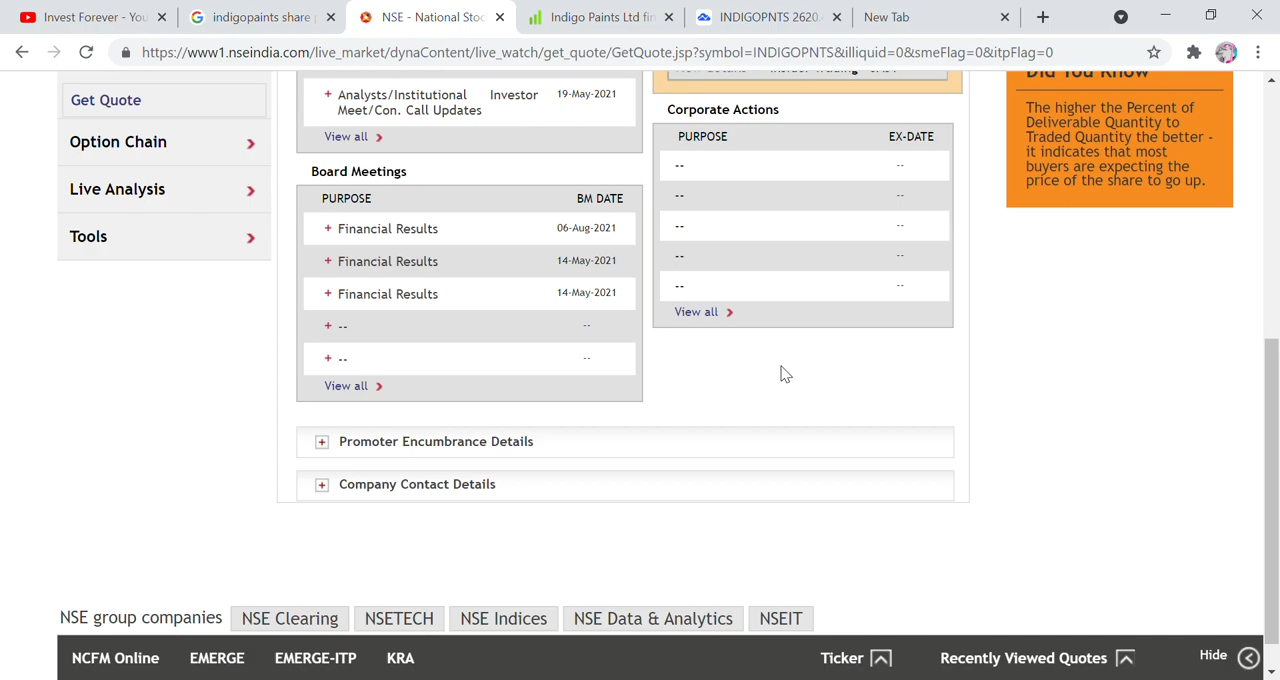 Invest Forever - You
indigopaints share p
NSE - National Stoc
Indigo Paints Ltd fin
INDIGOPNTS 2620.
New Tab
https://www1.nseindia.com/live_market/dynaContent/live_watch/get_quote/GetQuote.jsp?symbol=INDIGOPNTS&illiquid=0&smeFlag=0&itpFlag=0
Get Quote
Option Chain
Live Analysis
Tools
+ Analysts/Institutional Investor 19-May-2021
Meet/Con. Call Updates
View all
Board Meetings
PURPOSE BM DATE
+ Financial Results 06-Aug-2021
+ Financial Results 14-May-2021
+ Financial Results 14-May-2021
+ -- --
+ -- --
View all
Corporate Actions
PURPOSE EX-DATE
-- --
-- --
-- --
-- --
-- --
View all
Did You Know
The higher the Percent of
Deliverable Quantity to
Traded Quantity the better -
it indicates that most
buyers are expecting the
price of the share to go up.
+ Promoter Encumbrance Details
+ Company Contact Details
NSE group companies NSE Clearing NSETECH NSE Indices NSE Data & Analytics NSEIT
NCFM Online EMERGE EMERGE-ITP KRA Ticker Recently Viewed Quotes Hide